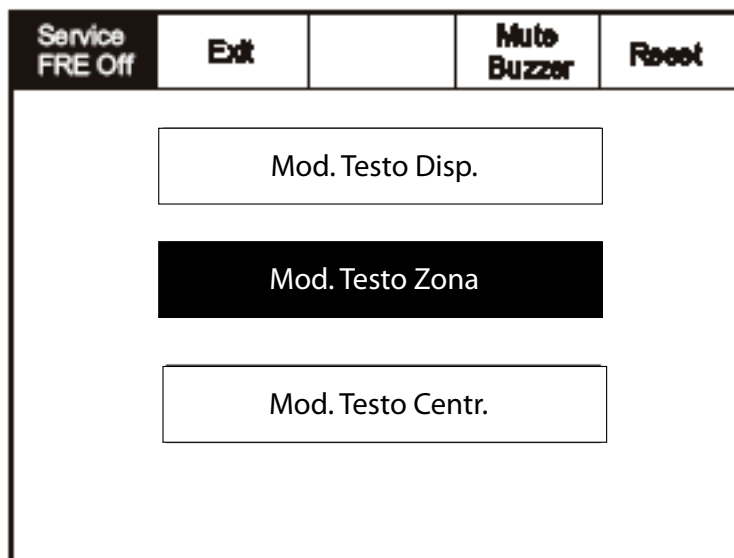 Service
FRE Off
Exit
Mute
Buzzer
Reset
Mod. Testo Disp.
Mod. Testo Zona
Mod. Testo Centr.